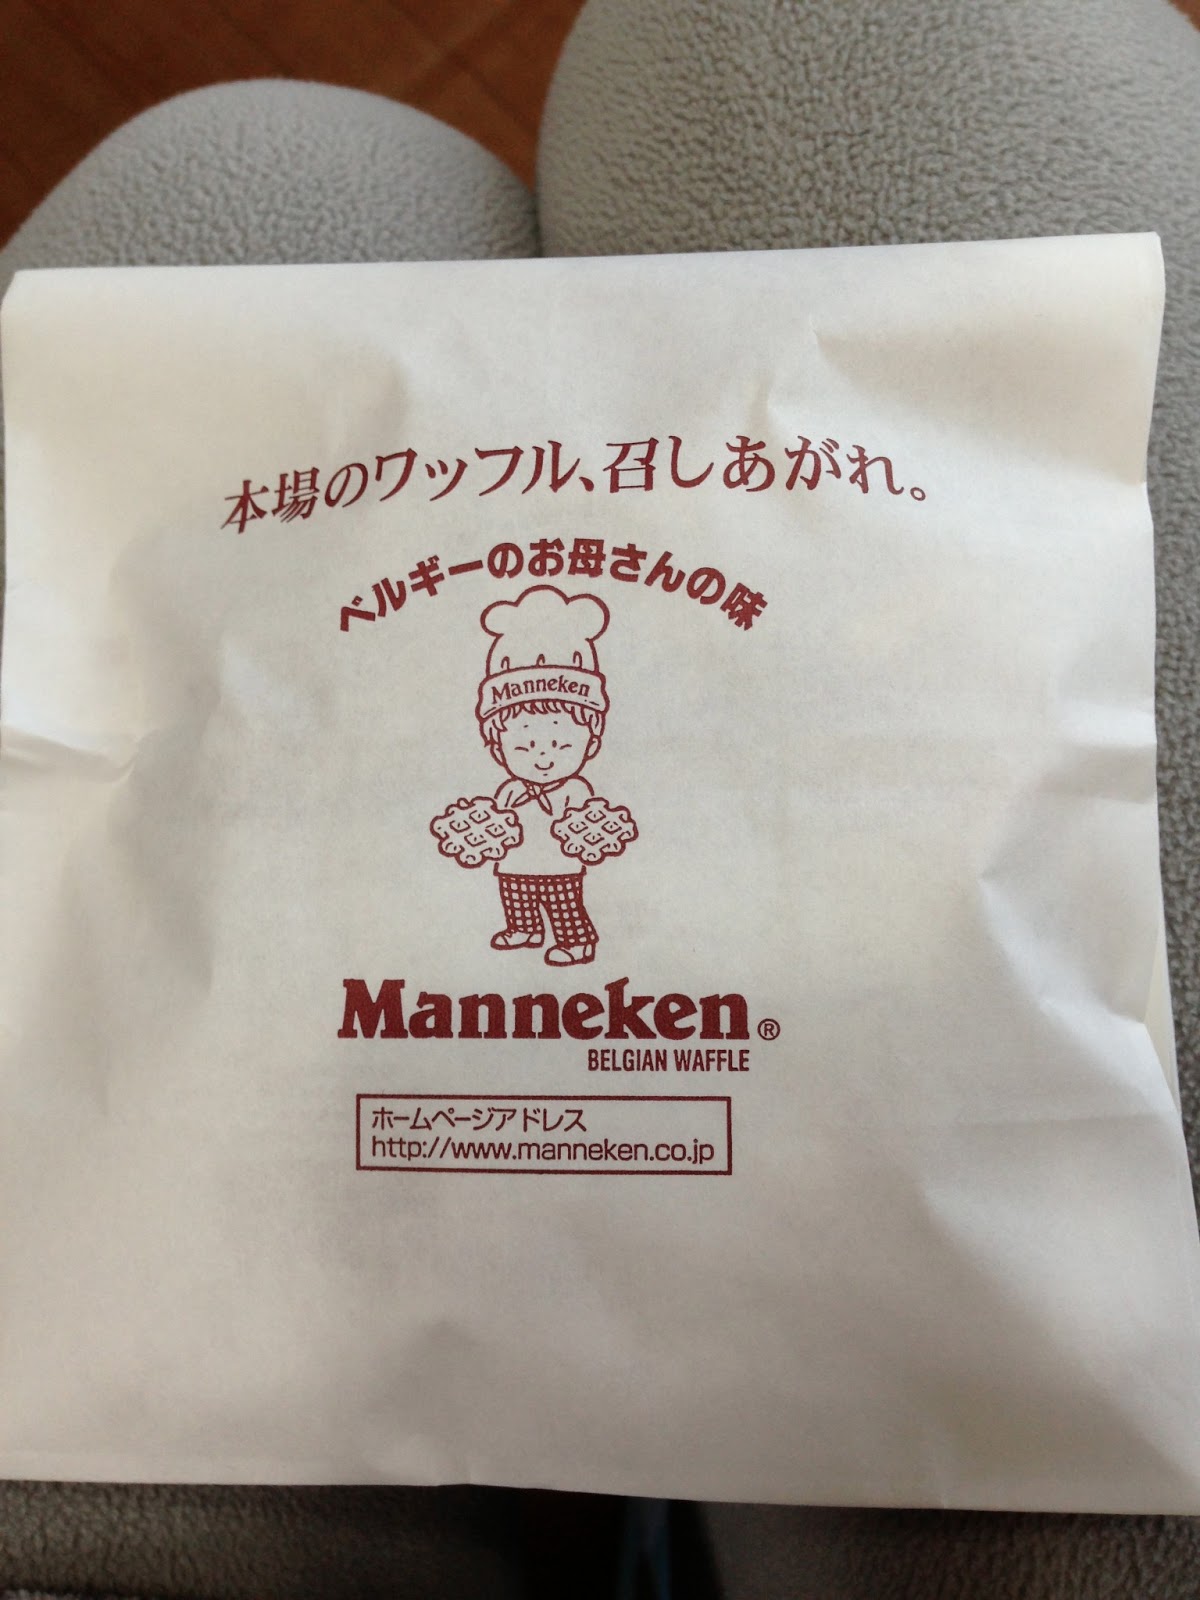 本場のワッフル、召しあがれ。
ベルギーのお母さんの味
Manneken
Manneken®
BELGIAN WAFFLE
ホームページアドレス
http://www.manneken.co.jp